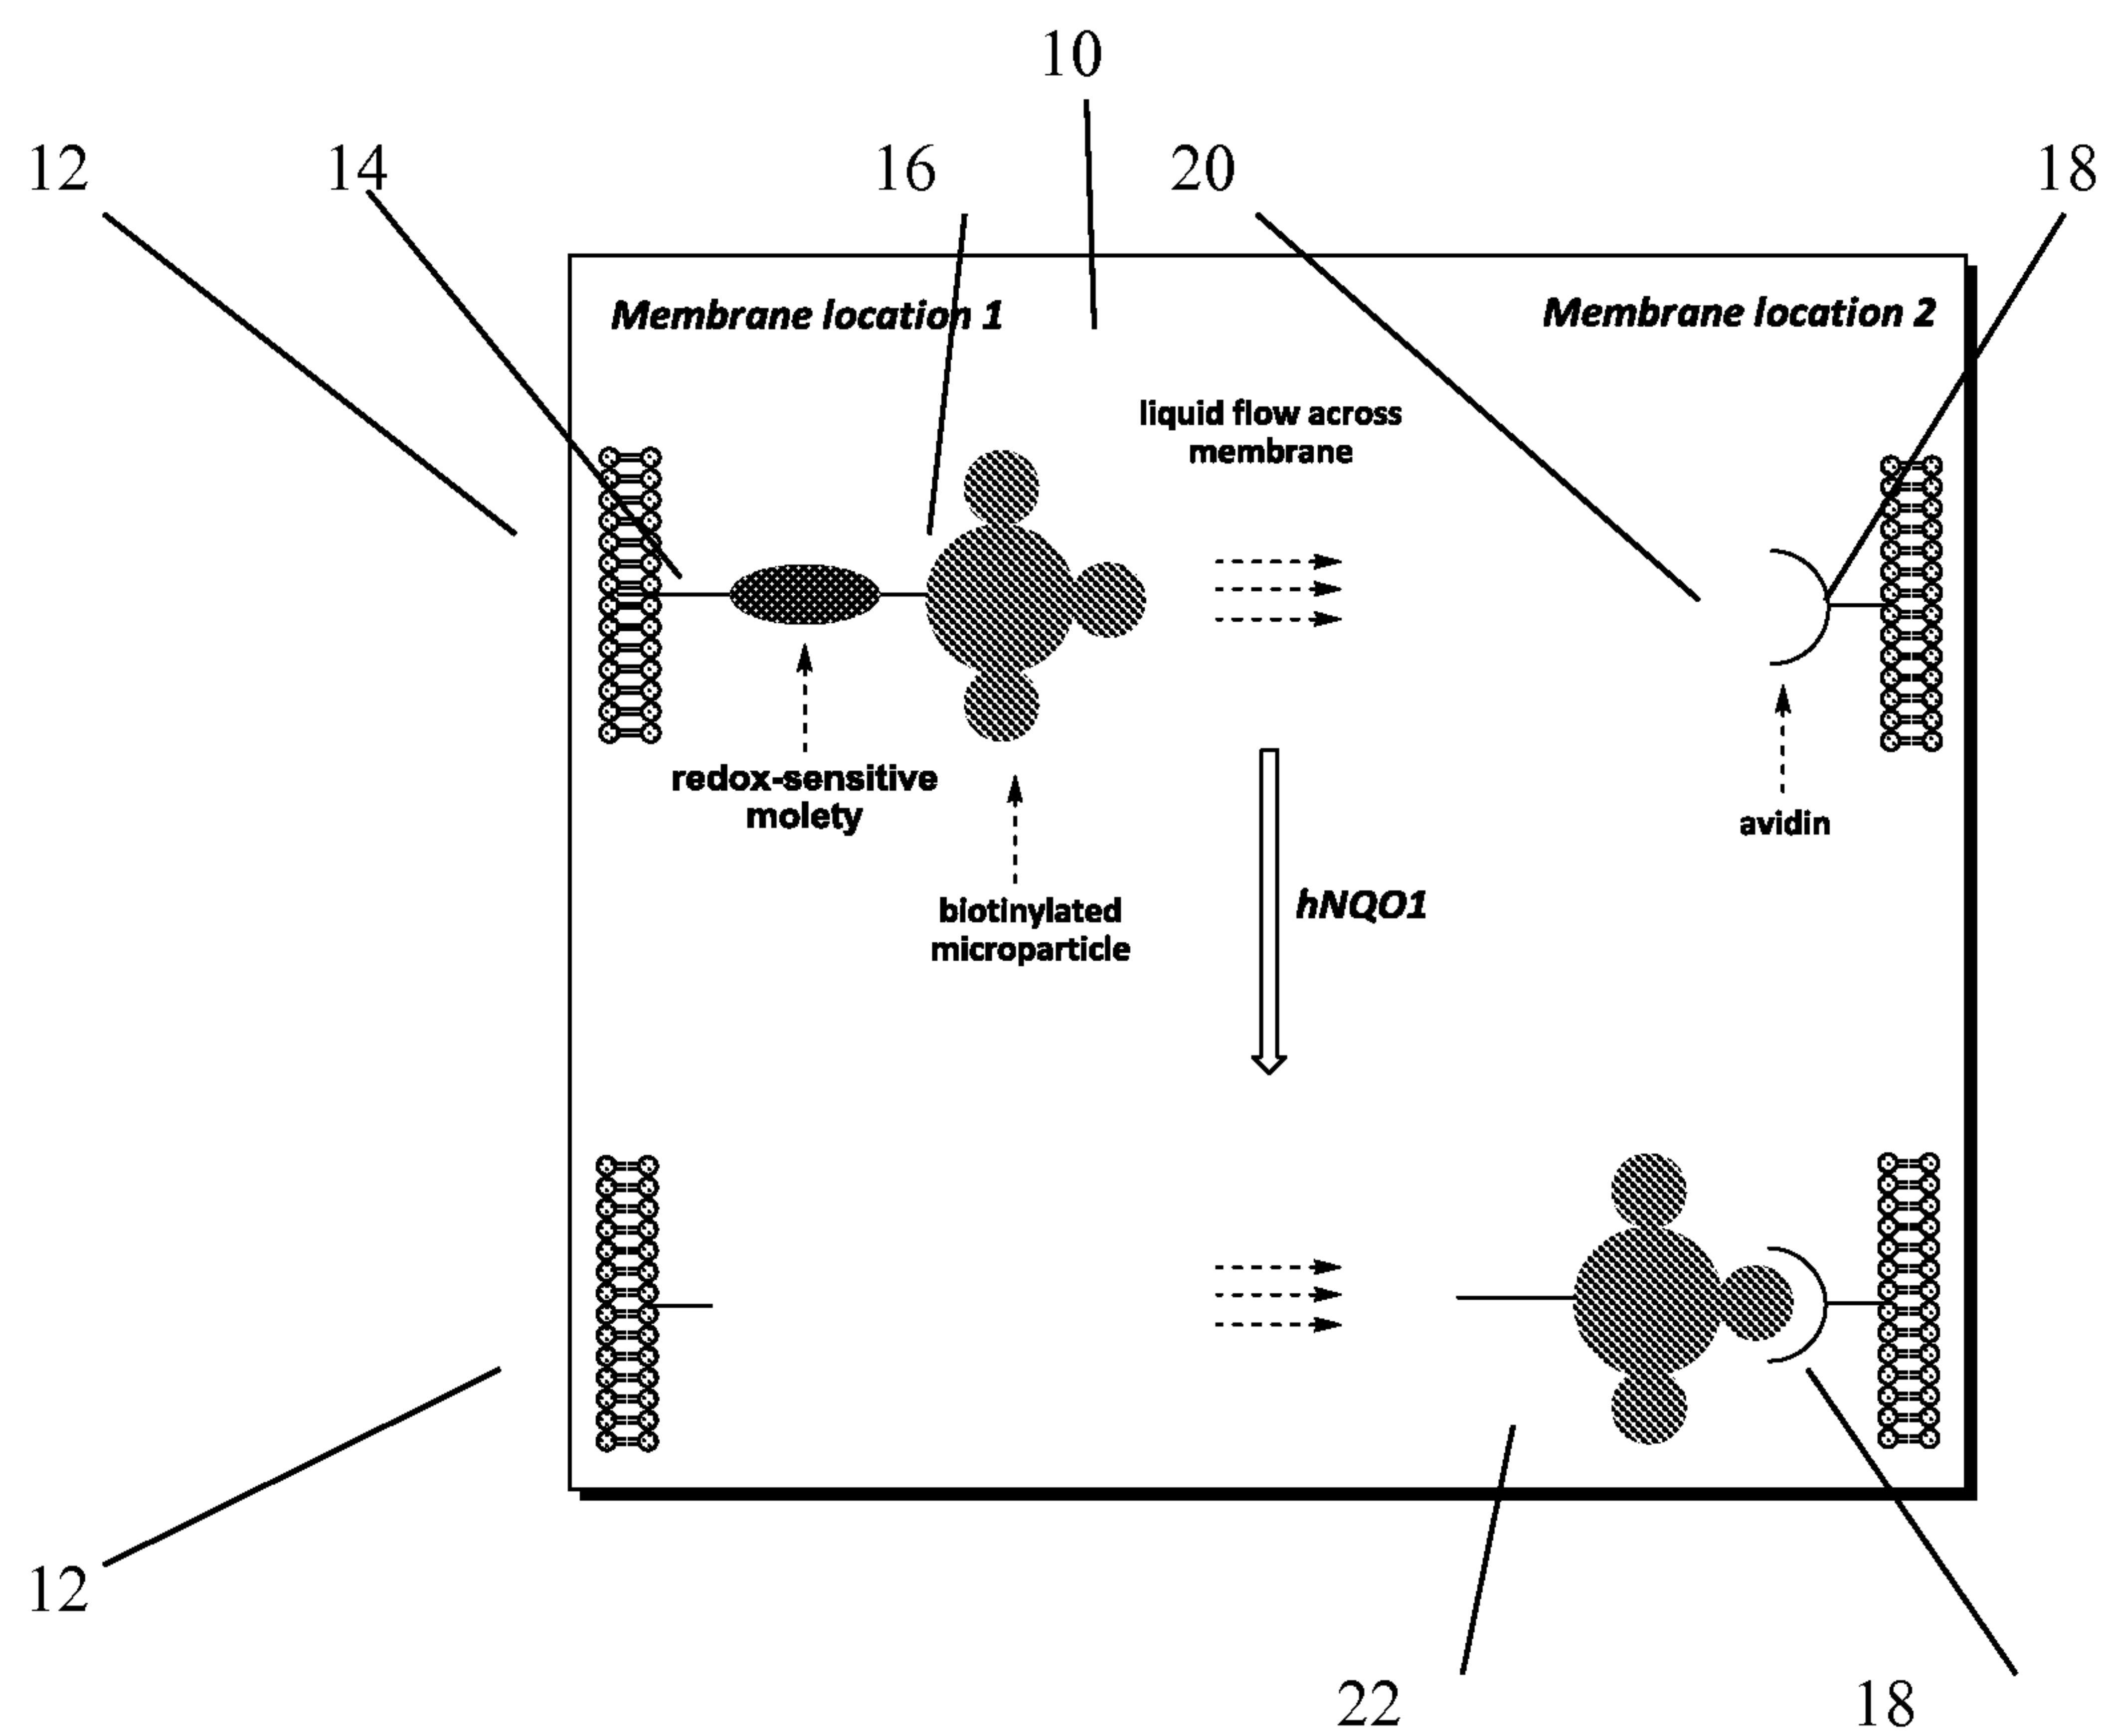 10
12
14
16
20
18
Membrane location 1
Membrane location 2
liquid flow across
membrane
redox-sensitive
molety
avidin
biotinylated
microparticle
hNQO1
12
22
18